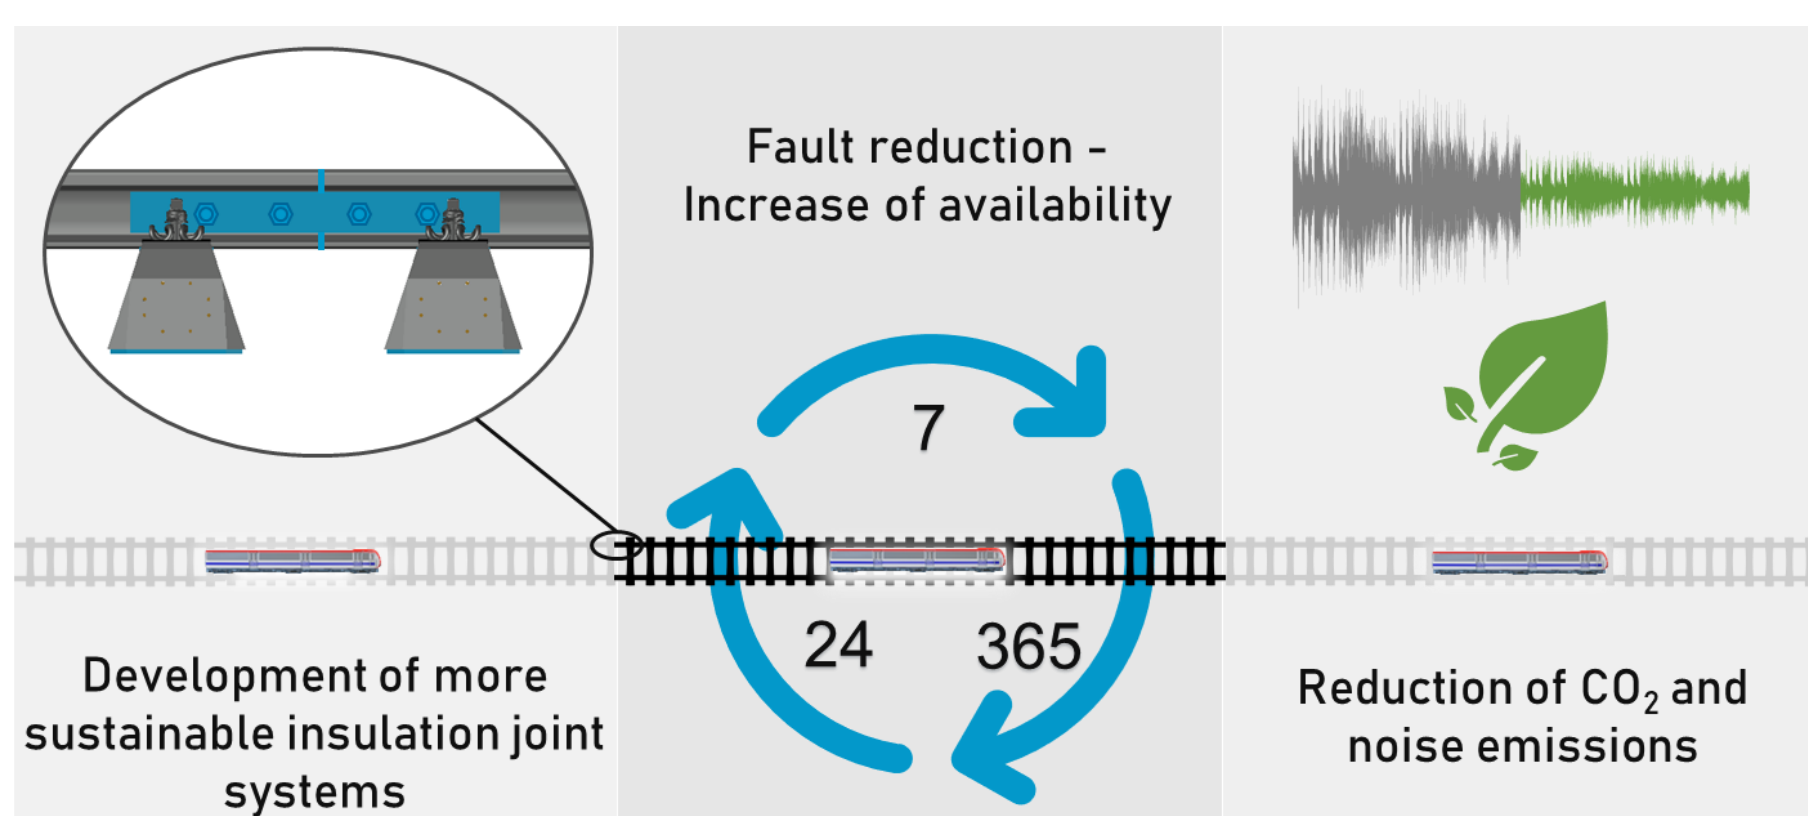 Development of more
sustainable insulation joint
systems
Fault reduction -
Increase of availability
7
24
365
Reduction of CO₂ and
noise emissions